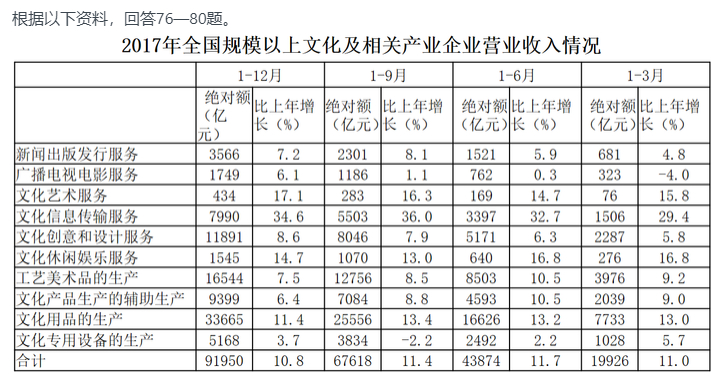 根据以下资料，回答76—80题。
2017年全国规模以上文化及相关产业企业营业收入情况
1-12月 1-9月 1-6月 1-3月
绝对额（亿元） 比上年增长（%） 绝对额（亿元） 比上年增长（%） 绝对额（亿元） 比上年增长（%） 绝对额（亿元） 比上年增长（%）
新闻出版发行服务 3566 7.2 2301 8.1 1521 5.9 681 4.8
广播电视电影服务 1749 6.1 1186 1.1 762 0.3 323 -4.0
文化艺术服务 434 17.1 283 16.3 169 14.7 76 15.8
文化信息传输服务 7990 34.6 5503 36.0 3397 32.7 1506 29.4
文化创意和设计服务 11891 8.6 8046 7.9 5171 6.3 2287 5.8
文化休闲娱乐服务 1545 14.7 1070 13.0 640 16.8 276 16.8
工艺美术品的生产 16544 7.5 12756 8.5 8503 10.5 3976 9.2
文化产品生产的辅助生产 9399 6.4 7084 8.8 4593 10.5 2039 9.0
文化用品的生产 33665 11.4 25556 13.4 16626 13.2 7733 13.0
文化专用设备的生产 5168 3.7 3834 -2.2 2492 2.2 1028 5.7
合计 91950 10.8 67618 11.4 43874 11.7 19926 11.0